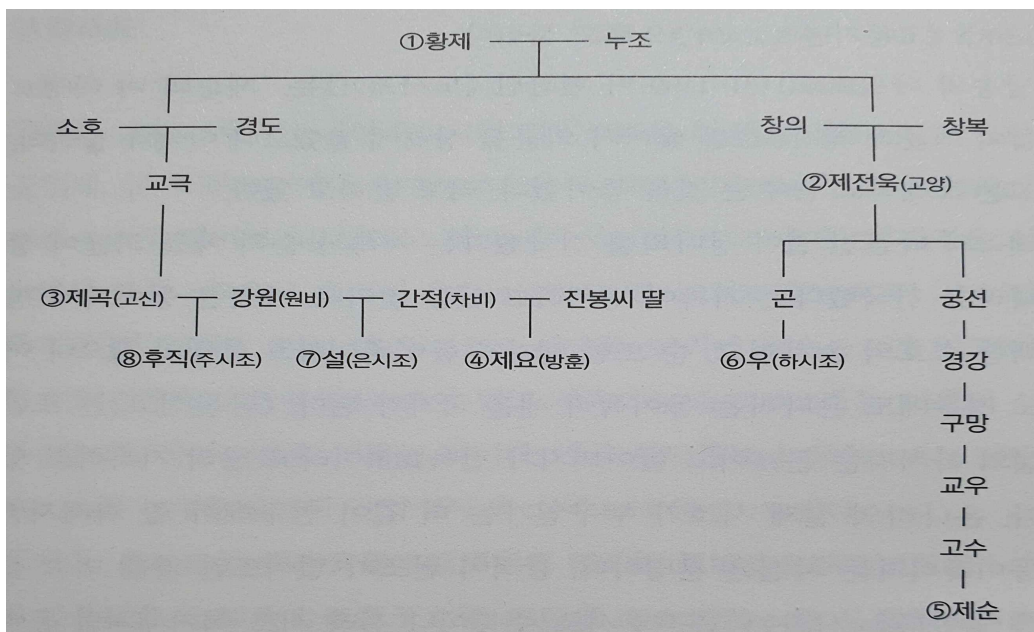 ①황제 누조
소호 경도 창의 창복
교극 ②제전욱(고양)
③제곡(고신) 강원(원비) 간적(차비) 진봉씨 딸 곤 궁선
⑧후직(주시조) ⑦설(은시조) ④제요(방훈) ⑥우(하시조) 경강
구망
교우
고수
⑤제순